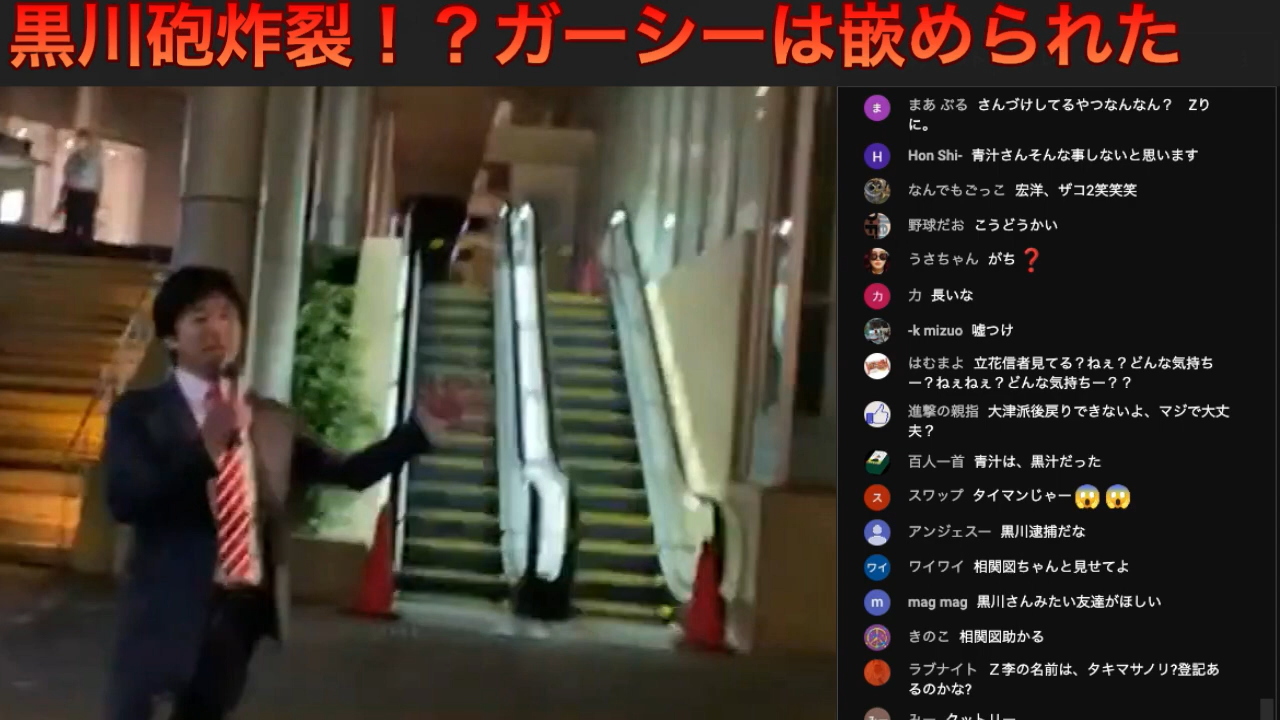 黒川砲炸裂！？ガーシーは嵌められた
ま まあ ぷる さんづけしてるやつなんなん？ Zり
に。
H Hon Shi- 青汁さんそんな事しないと思います
なんでもごっこ 宏洋、ザコ2笑笑笑
野球だお こうどうかい
うさちゃん がち❓
カ カ 長いな
-k mizuo 嘘つけ
はむまよ 立花信者見てる？ねぇ？どんな気持ち
ー？ねぇねぇ？どんな気持ちー？？
進撃の親指 大津派後戻りできないよ、マジで大丈
夫？
百人一首 青汁は、黒汁だった
ス スワップ タイマンじゃー😱😱
アンジェスー 黒川逮捕だな
ワイ ワイワイ 相関図ちゃんと見せてよ
m mag mag 黒川さんみたい友達がほしい
きのこ 相関図助かる
ラブナイト Ｚ李の名前は、タキマサノリ?登記あ
るのかな?